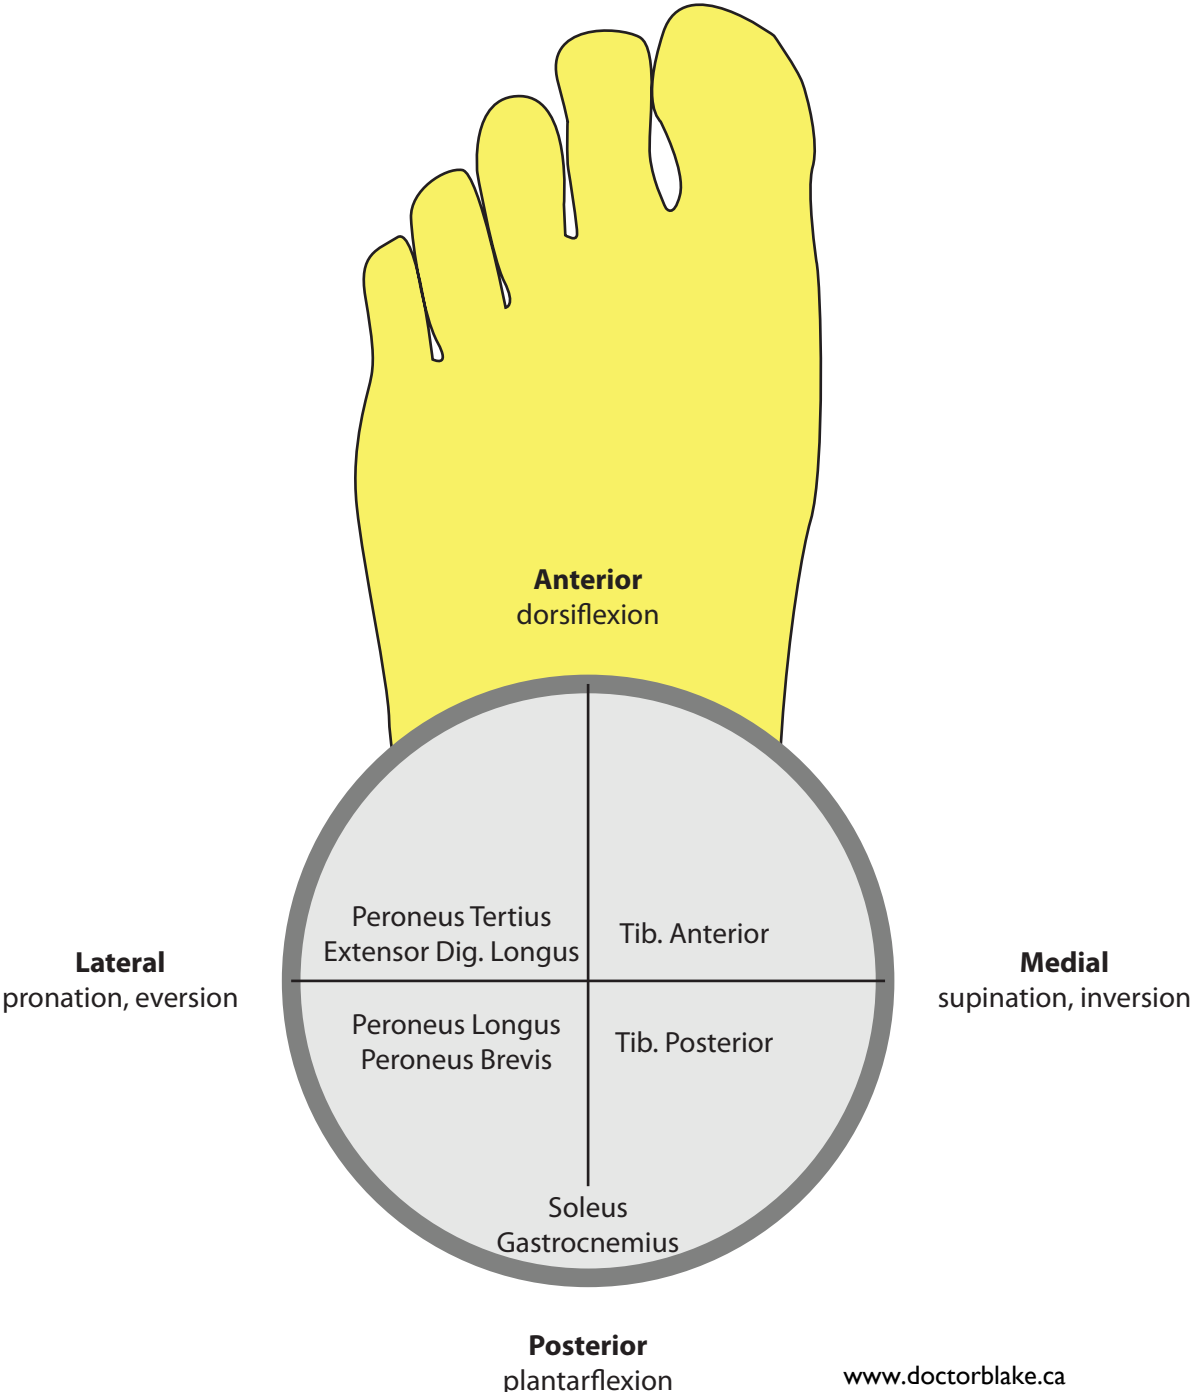 Anterior
dorsiflexion
Peroneus Tertius
Extensor Dig. Longus
Tib. Anterior
Lateral
pronation, eversion
Medial
supination, inversion
Peroneus Longus
Peroneus Brevis
Tib. Posterior
Soleus
Gastrocnemius
Posterior
plantarflexion
www.doctorblake.ca